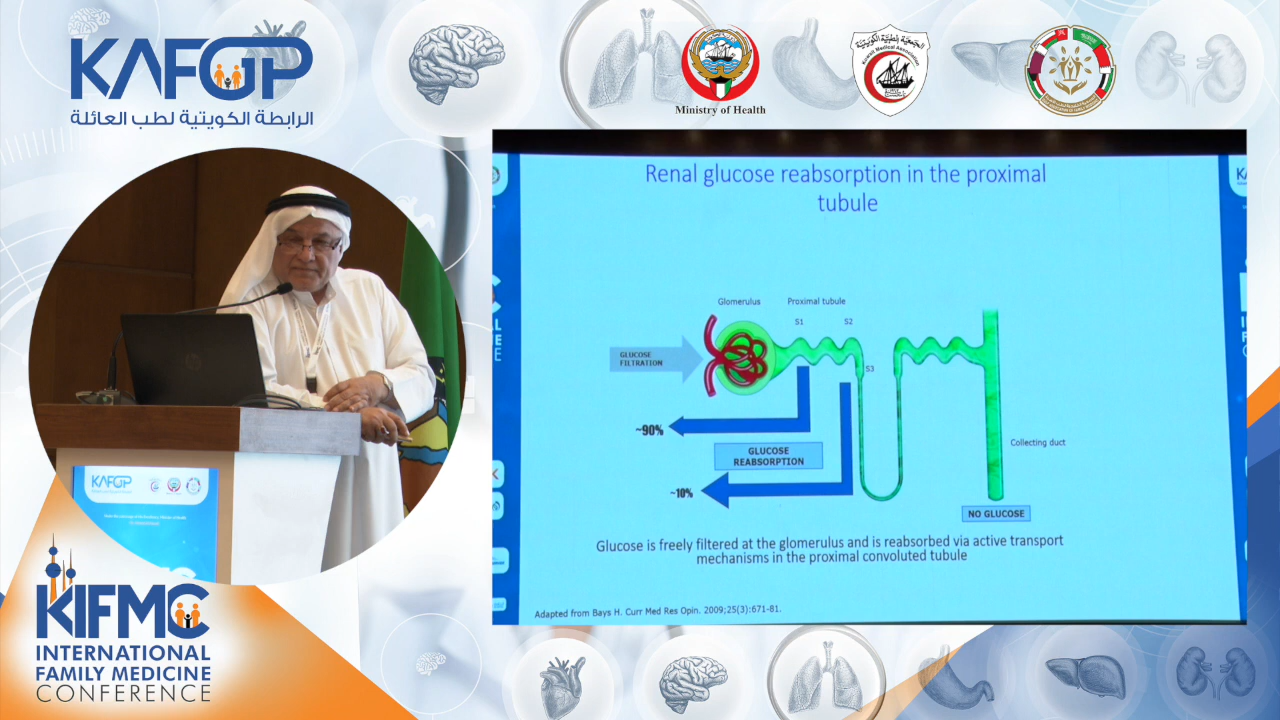 KAFGP
الرابطة الكويتية لطب العائلة
Ministry of Health
Kuwait Medical Association
Renal glucose reabsorption in the proximal
tubule
Glomerulus
Proximal tubule
S1
S2
GLUCOSE
FILTRATION
S3
~90%
GLUCOSE
REABSORPTION
~10%
Collecting duct
NO GLUCOSE
Glucose is freely filtered at the glomerulus and is reabsorbed via active transport
mechanisms in the proximal convoluted tubule
Adapted from Bays H. Curr Med Res Opin. 2009;25(3):671-81.
KAFGP
KIFMC
INTERNATIONAL
FAMILY MEDICINE
CONFERENCE